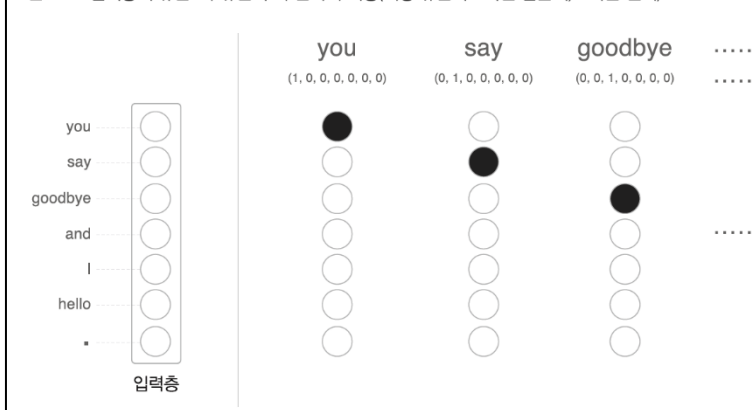 you say goodbye .....
(1, 0, 0, 0, 0, 0, 0) (0, 1, 0, 0, 0, 0, 0) (0, 0, 1, 0, 0, 0, 0) .....
you
say
goodbye
and .....
I
hello
.
입력층